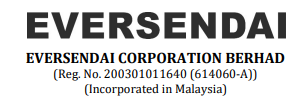 EVERSENDAI
EVERSENDAI CORPORATION BERHAD
(Reg. No. 200301011640 (614060-A))
(Incorporated in Malaysia)